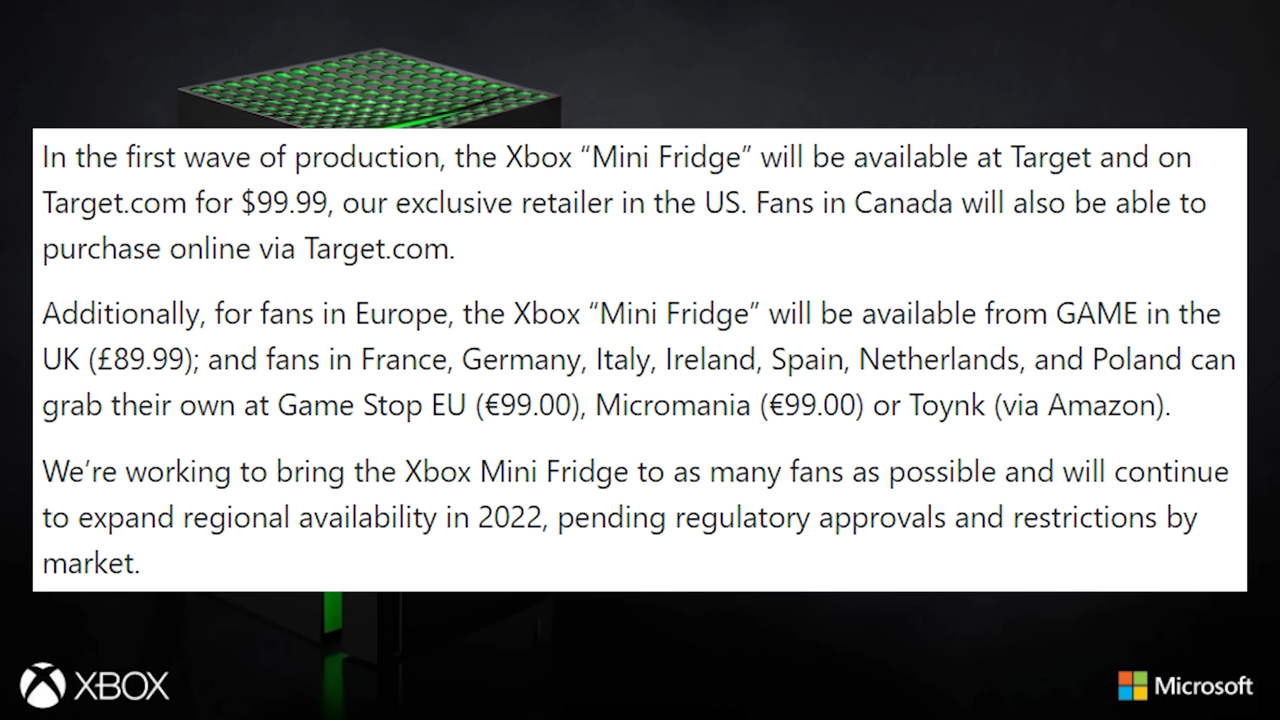 In the first wave of production, the Xbox “Mini Fridge” will be available at Target and on
Target.com for $99.99, our exclusive retailer in the US. Fans in Canada will also be able to
purchase online via Target.com.
Additionally, for fans in Europe, the Xbox “Mini Fridge” will be available from GAME in the
UK (£89.99); and fans in France, Germany, Italy, Ireland, Spain, Netherlands, and Poland can
grab their own at Game Stop EU (€99.00), Micromania (€99.00) or Toynk (via Amazon).
We’re working to bring the Xbox Mini Fridge to as many fans as possible and will continue
to expand regional availability in 2022, pending regulatory approvals and restrictions by
market.
XBOX
Microsoft